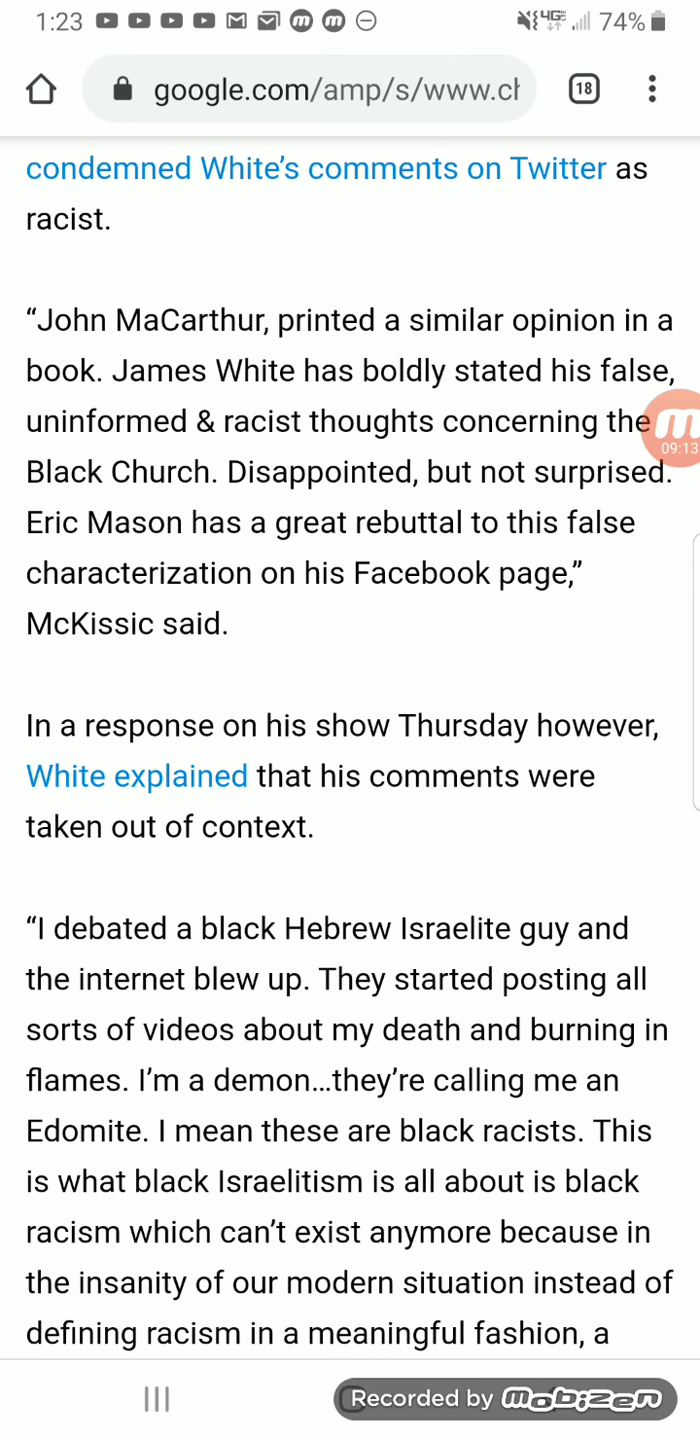 1:23 4GE 74%
google.com/amp/s/www.ch 18
condemned White’s comments on Twitter as
racist.
“John MaCarthur, printed a similar opinion in a
book. James White has boldly stated his false,
uninformed & racist thoughts concerning the
m
09:13
Black Church. Disappointed, but not surprised.
Eric Mason has a great rebuttal to this false
characterization on his Facebook page,”
McKissic said.
In a response on his show Thursday however,
White explained that his comments were
taken out of context.
“I debated a black Hebrew Israelite guy and
the internet blew up. They started posting all
sorts of videos about my death and burning in
flames. I’m a demon…they’re calling me an
Edomite. I mean these are black racists. This
is what black Israelitism is all about is black
racism which can’t exist anymore because in
the insanity of our modern situation instead of
defining racism in a meaningful fashion, a
Recorded by mobizen